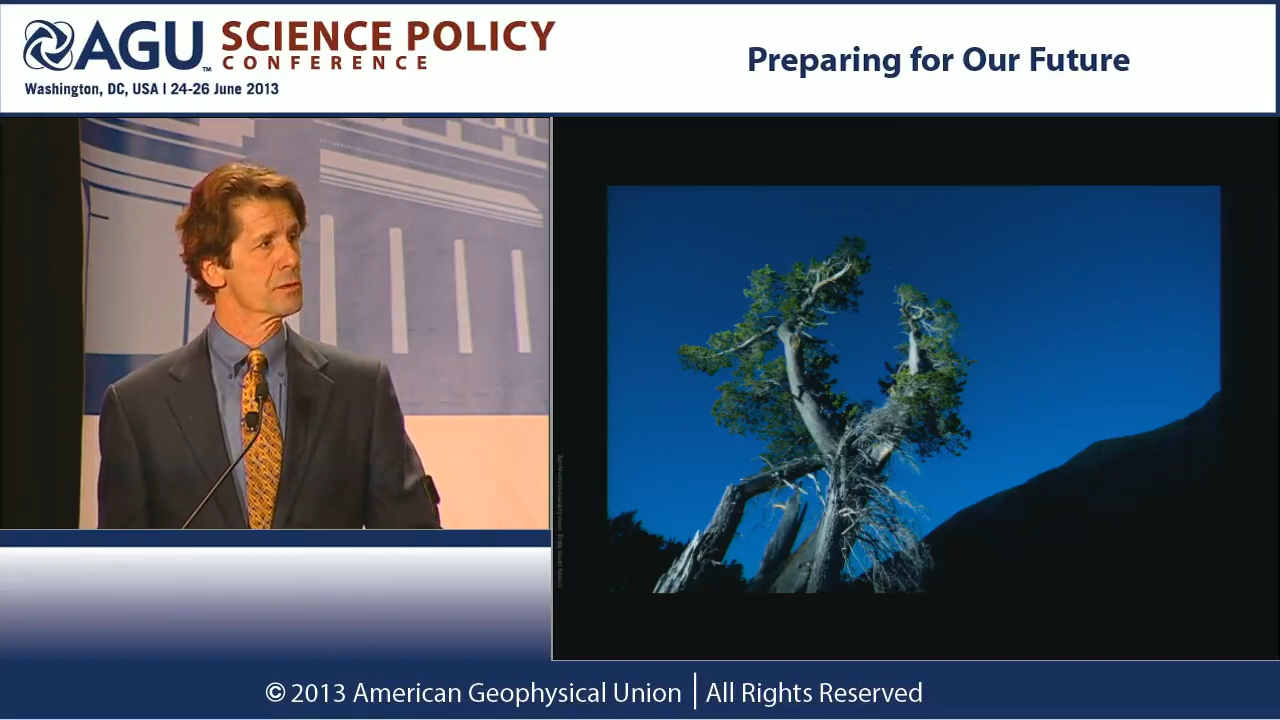 AGU SCIENCE POLICY
TM CONFERENCE
Washington, DC, USA | 24-26 June 2013
Preparing for Our Future
© 2013 American Geophysical Union | All Rights Reserved